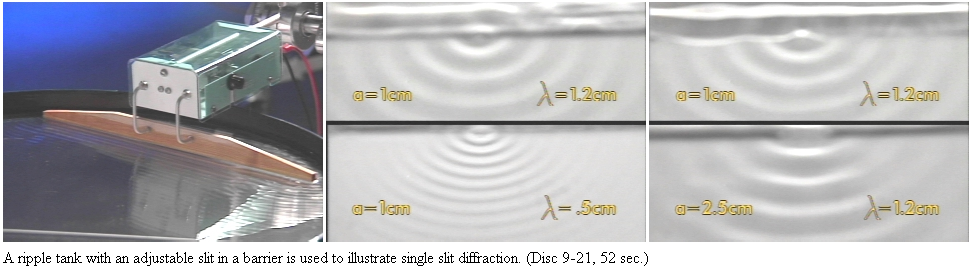 a=1cm λ=1.2cm
a=1cm λ=1.2cm
a=1cm λ=.5cm
a=2.5cm λ=1.2cm
A ripple tank with an adjustable slit in a barrier is used to illustrate single slit diffraction. (Disc 9-21, 52 sec.)